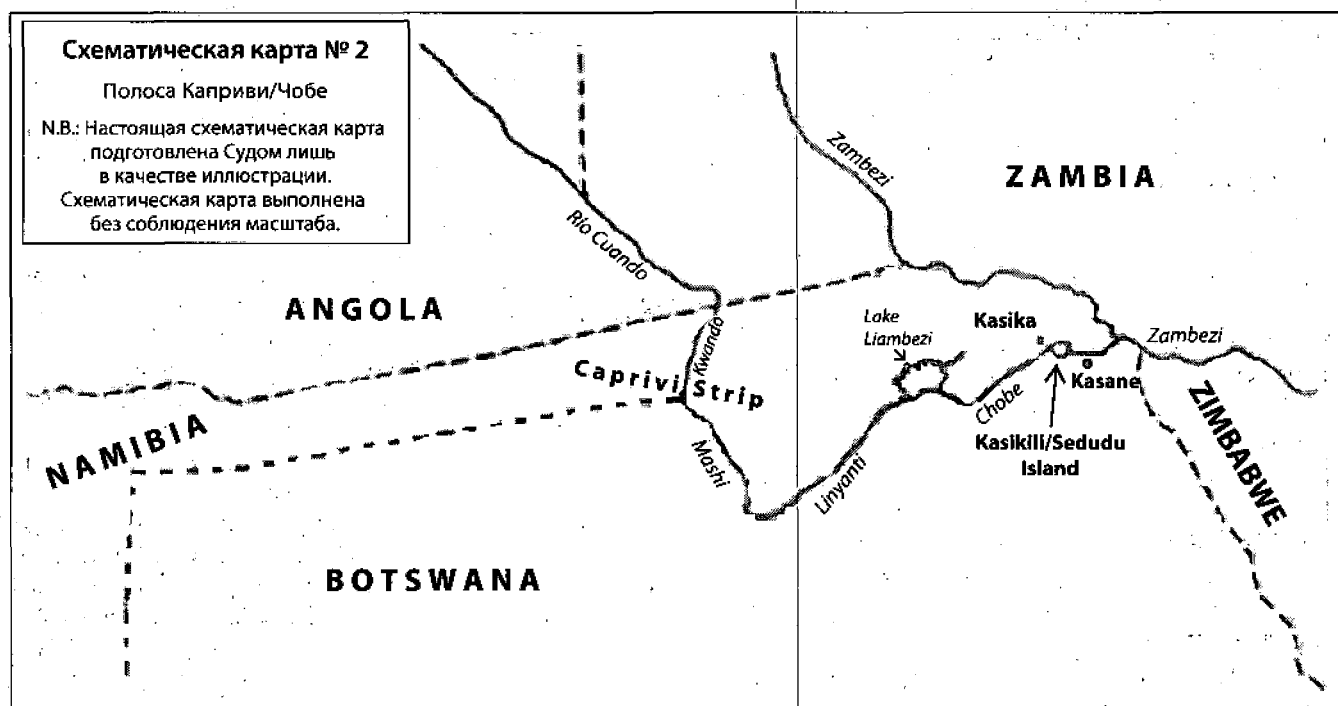 Схематическая карта № 2
Полоса Каприви/Чобе
N.B.: Настоящая схематическая карта
подготовлена Судом лишь
в качестве иллюстрации.
Схематическая карта выполнена
без соблюдения масштаба.
Zambezi
ZAMBIA
Río Cuando
ANGOLA
Kwando
Lake
Liambezi
Kasika
Zambezi
Caprivi Strip
Kasane
Chobe
NAMIBIA
Mashi
Linyanti
Kasikili/Sedudu
Island
ZIMBABWE
BOTSWANA